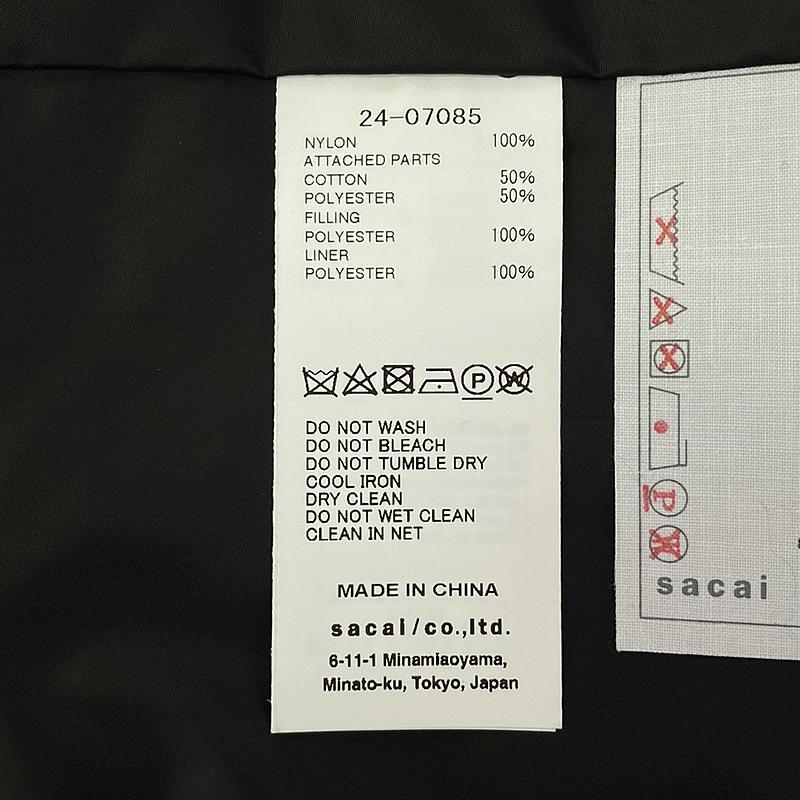 24-07085
NYLON 100%
ATTACHED PARTS
COTTON 50%
POLYESTER 50%
FILLING
POLYESTER 100%
LINER
POLYESTER 100%
P W
DO NOT WASH
DO NOT BLEACH
DO NOT TUMBLE DRY
COOL IRON
DRY CLEAN
DO NOT WET CLEAN
CLEAN IN NET
MADE IN CHINA
sacai/co.,ltd.
6-11-1 Minamiaoyama,
Minato-ku, Tokyo, Japan
P
W
sacai